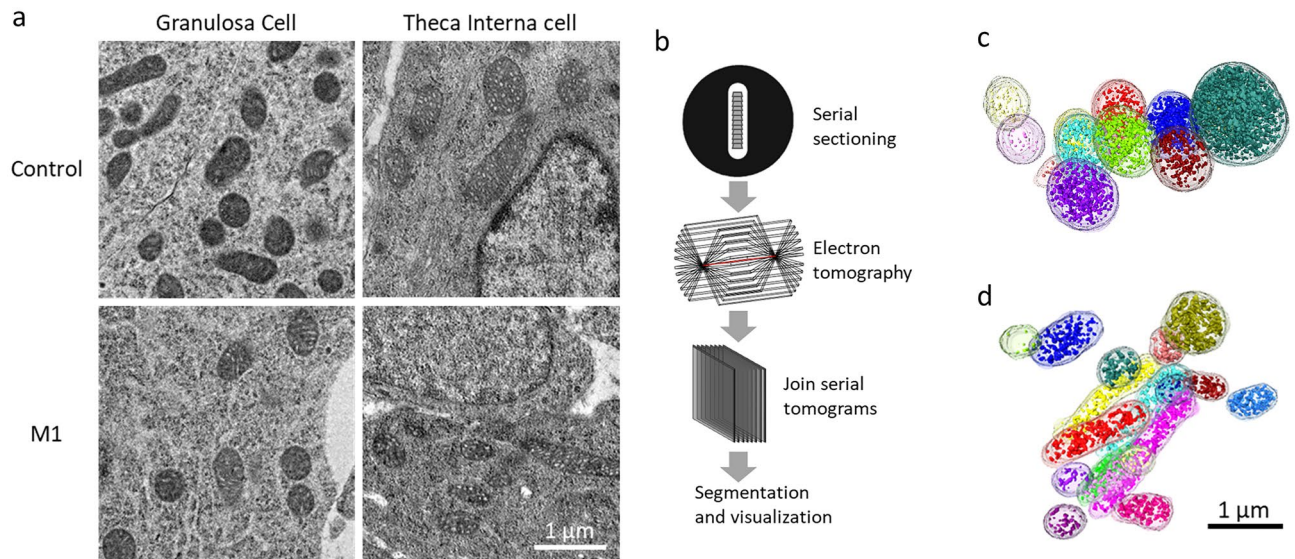 a
Granulosa Cell
Theca Interna cell
Control
M1
1 μm
b
Serial
sectioning
Electron
tomography
Join serial
tomograms
Segmentation
and visualization
c
d
1 μm